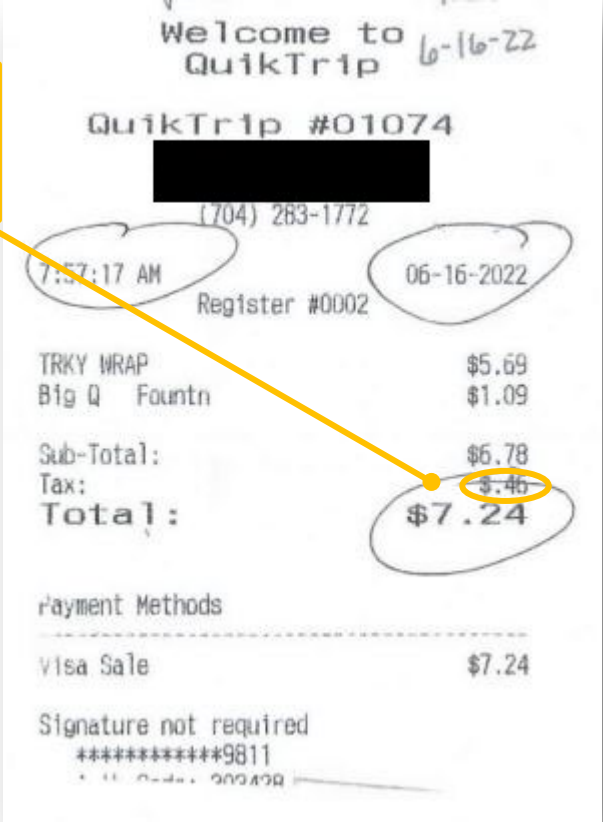 Welcome to
QuikTrip
6-16-22
QuikTrip #01074
(704) 283-1772
7:57:17 AM 06-16-2022
Register #0002
TRKY WRAP $5.69
Big Q Fountn $1.09
Sub-Total: $6.78
Tax: $.46
Total: $7.24
Payment Methods
Visa Sale $7.24
Signature not required
************9811